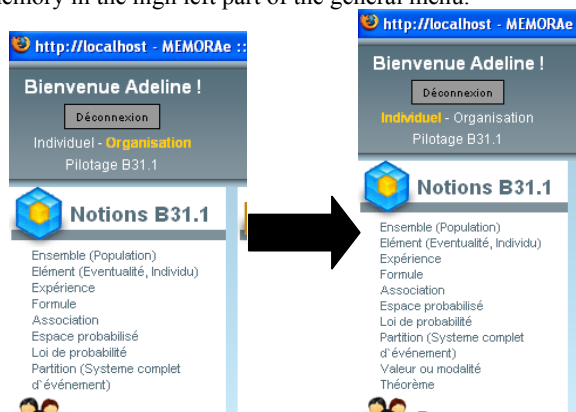 memory in the high left part of the general menu.
http://localhost - MEMORAe ::
Bienvenue Adeline !
Déconnexion
Individuel - Organisation
Pilotage B31.1
Notions B31.1
Ensemble (Population)
Elément (Eventualité, Individu)
Expérience
Formule
Association
Espace probabilisé
Loi de probabilité
Partition (Systeme complet
d`événement)
http://localhost - MEMORAe
Bienvenue Adeline !
Déconnexion
Individuel - Organisation
Pilotage B31.1
Notions B31.1
Ensemble (Population)
Elément (Eventualité, Individu)
Expérience
Formule
Association
Espace probabilisé
Loi de probabilité
Partition (Systeme complet
d`événement)
Valeur ou modalité
Théorème